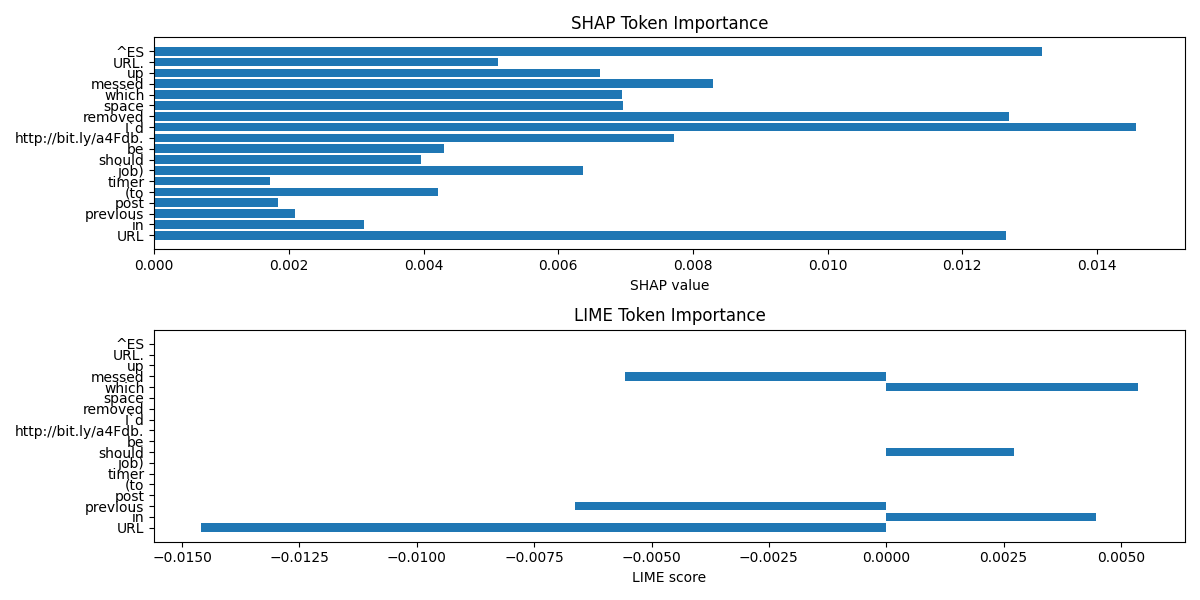 SHAP Token Importance
^ES
URL.
up
messed
which
space
removed
I`d
http://bit.ly/a4Fdb.
be
should
job)
timer
(to
post
previous
in
URL
0.000 0.002 0.004 0.006 0.008 0.010 0.012 0.014
SHAP value
LIME Token Importance
^ES
URL.
up
messed
which
space
removed
I`d
http://bit.ly/a4Fdb.
be
should
job)
timer
(to
post
previous
in
URL
−0.0150 −0.0125 −0.0100 −0.0075 −0.0050 −0.0025 0.0000 0.0025 0.0050
LIME score